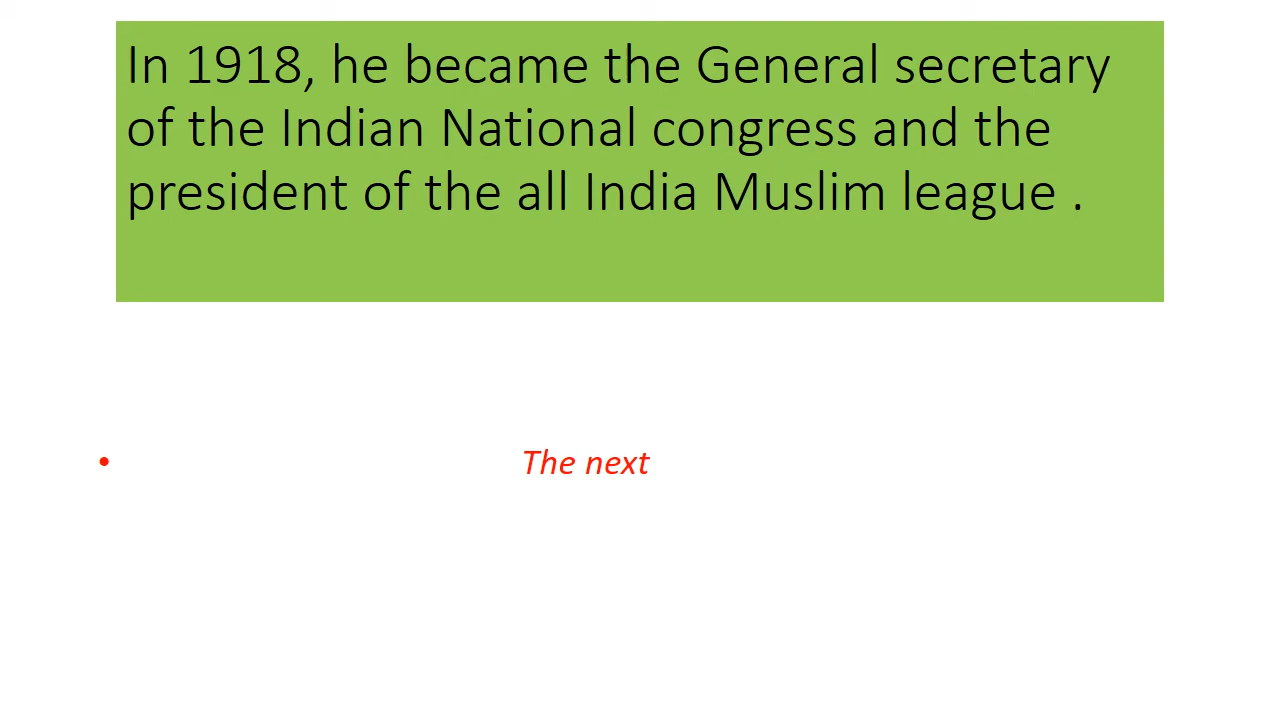 In 1918, he became the General secretary
of the Indian National congress and the
president of the all India Muslim league .
• The next